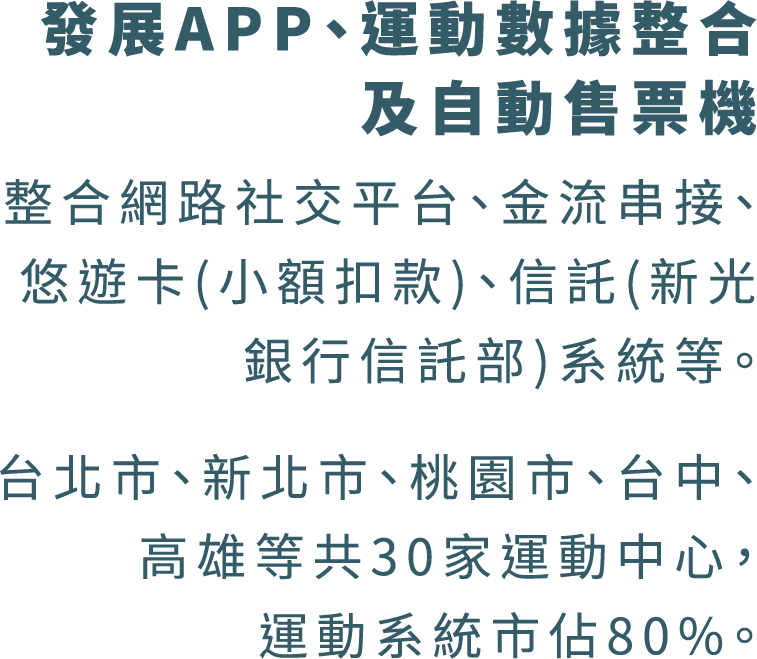 發展APP、運動數據整合
及自動售票機
整合網路社交平台、金流串接、
悠遊卡(小額扣款)、信託(新光
銀行信託部)系統等。
台北市、新北市、桃園市、台中、
高雄等共30家運動中心，
運動系統市佔80%。